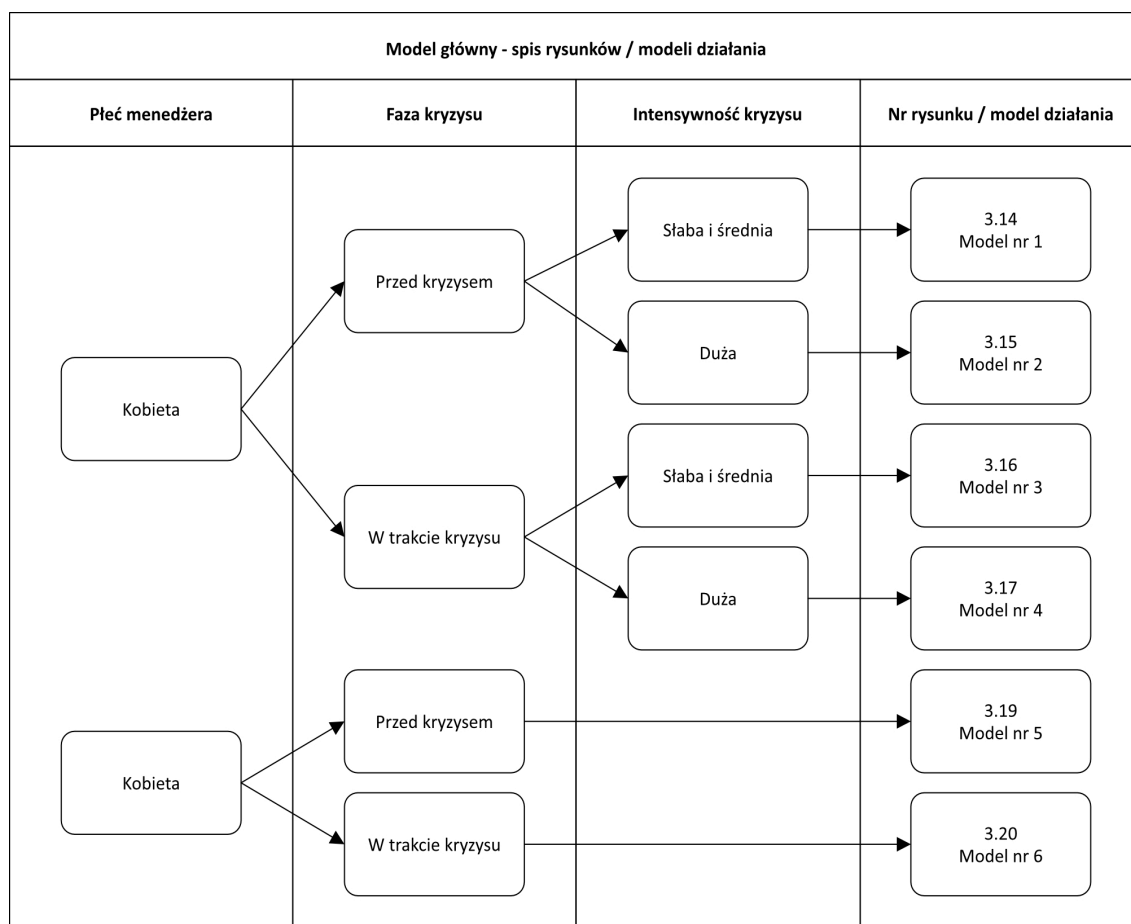 Model główny - spis rysunków / modeli działania
Płeć menedżera
Faza kryzysu
Intensywność kryzysu
Nr rysunku / model działania
Kobieta
Przed kryzysem
Słaba i średnia
3.14
Model nr 1
Duża
3.15
Model nr 2
W trakcie kryzysu
Słaba i średnia
3.16
Model nr 3
Duża
3.17
Model nr 4
Kobieta
Przed kryzysem
3.19
Model nr 5
W trakcie kryzysu
3.20
Model nr 6